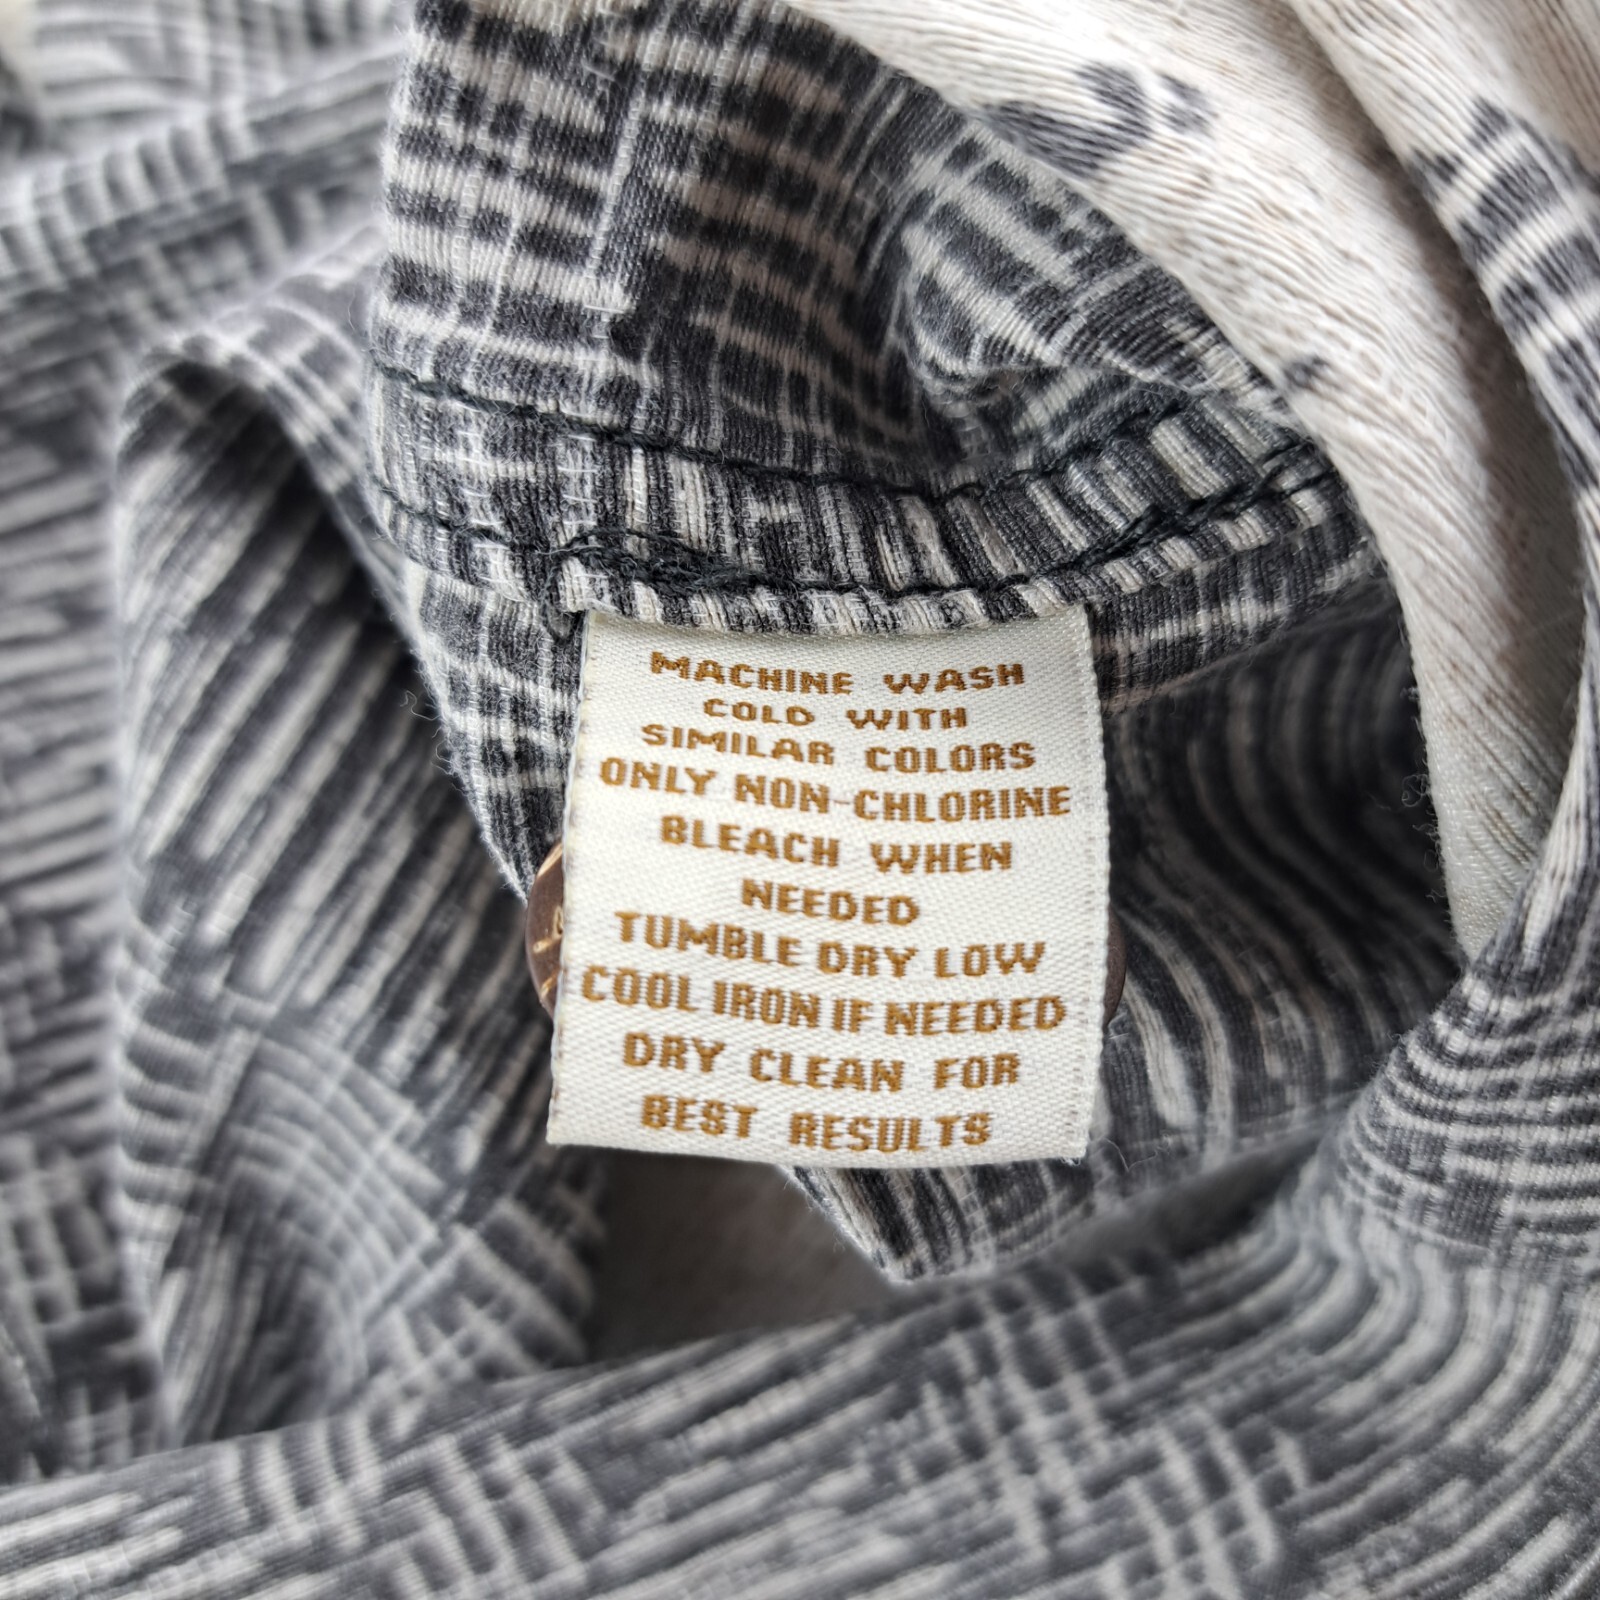 MACHINE WASH
COLD WITH
SIMILAR COLORS
ONLY NON-CHLORINE
BLEACH WHEN
NEEDED
TUMBLE DRY LOW
COOL IRON IF NEEDED
DRY CLEAN FOR
BEST RESULTS